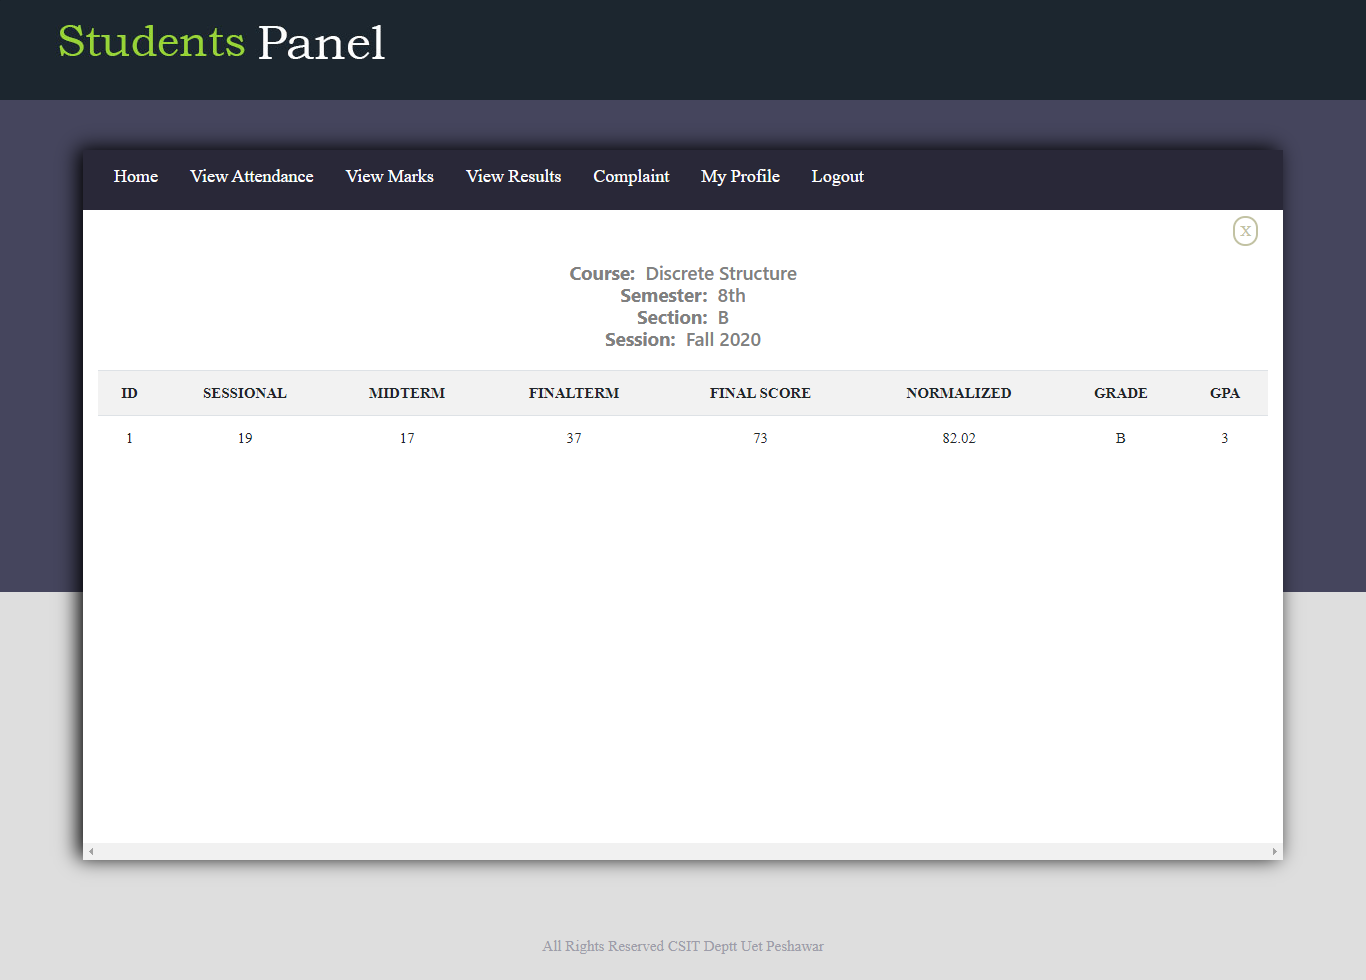 Students Panel
Home View Attendance View Marks View Results Complaint My Profile Logout
X
Course: Discrete Structure
Semester: 8th
Section: B
Session: Fall 2020
ID SESSIONAL MIDTERM FINALTERM FINAL SCORE NORMALIZED GRADE GPA
1 19 17 37 73 82.02 B 3
All Rights Reserved CSIT Deptt Uet Peshawar